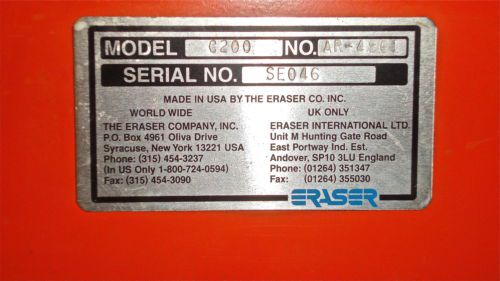 MODEL C200 NO.
SERIAL NO. SE046
MADE IN USA BY THE ERASER CO. INC.
WORLD WIDE
THE ERASER COMPANY, INC.
P.O. Box 4961 Oliva Drive
Syracuse, New York 13221 USA
Phone: (315) 454-3237
(In US Only 1-800-724-0594)
Fax: (315) 454-3090
UK ONLY
ERASER INTERNATIONAL LTD.
Unit M Hunting Gate Road
East Portway Ind. Est.
Andover, SP10 3LU England
Phone: (01264) 351347
Fax: (01264) 355030
ERASER